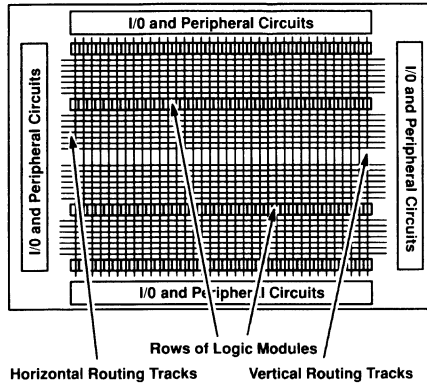 I/0 and Peripheral Circuits
I/0 and Peripheral Circuits
I/0 and Peripheral Circuits
I/0 and Peripheral Circuits
Rows of Logic Modules
Horizontal Routing Tracks
Vertical Routing Tracks